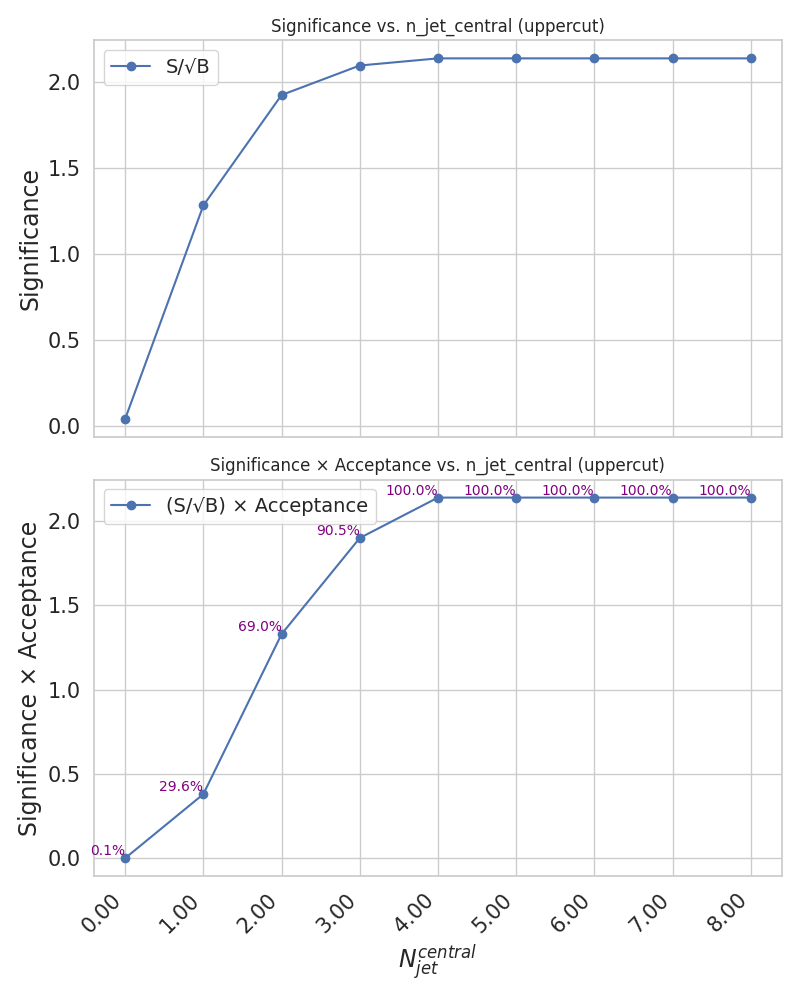 Significance vs. n_jet_central (uppercut)
S/√B
2.0
1.5
1.0
0.5
0.0
Significance
Significance × Acceptance vs. n_jet_central (uppercut)
(S/√B) × Acceptance
100.0% 100.0% 100.0% 100.0% 100.0%
90.5%
69.0%
29.6%
0.1%
2.0
1.5
1.0
0.5
0.0
Significance × Acceptance
0.00 1.00 2.00 3.00 4.00 5.00 6.00 7.00 8.00
$N_{jet}^{central}$